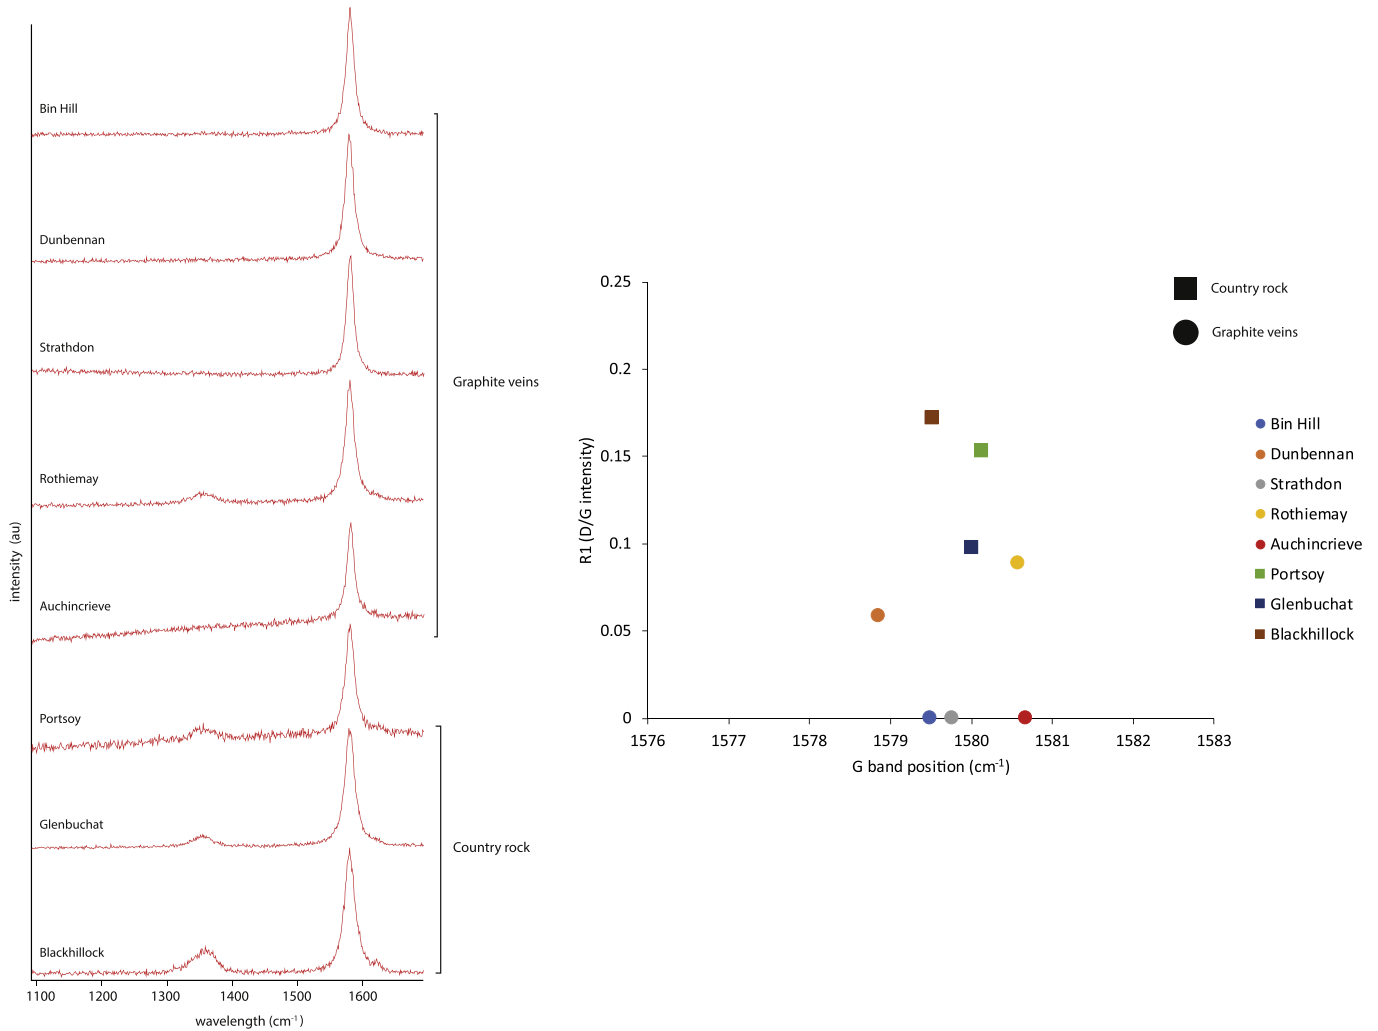 Bin Hill
Dunbennan
Strathdon
Graphite veins
Rothiemay
intensity (au)
Auchincrieve
Portsoy
Glenbuchat
Country rock
Blackhillock
1100 1200 1300 1400 1500 1600
wavelength (cm-1)
0.25
0.2
0.15
0.1
0.05
0
R1 (D/G intensity)
1576 1577 1578 1579 1580 1581 1582 1583
G band position (cm-1)
Country rock
Graphite veins
Bin Hill
Dunbennan
Strathdon
Rothiemay
Auchincrieve
Portsoy
Glenbuchat
Blackhillock